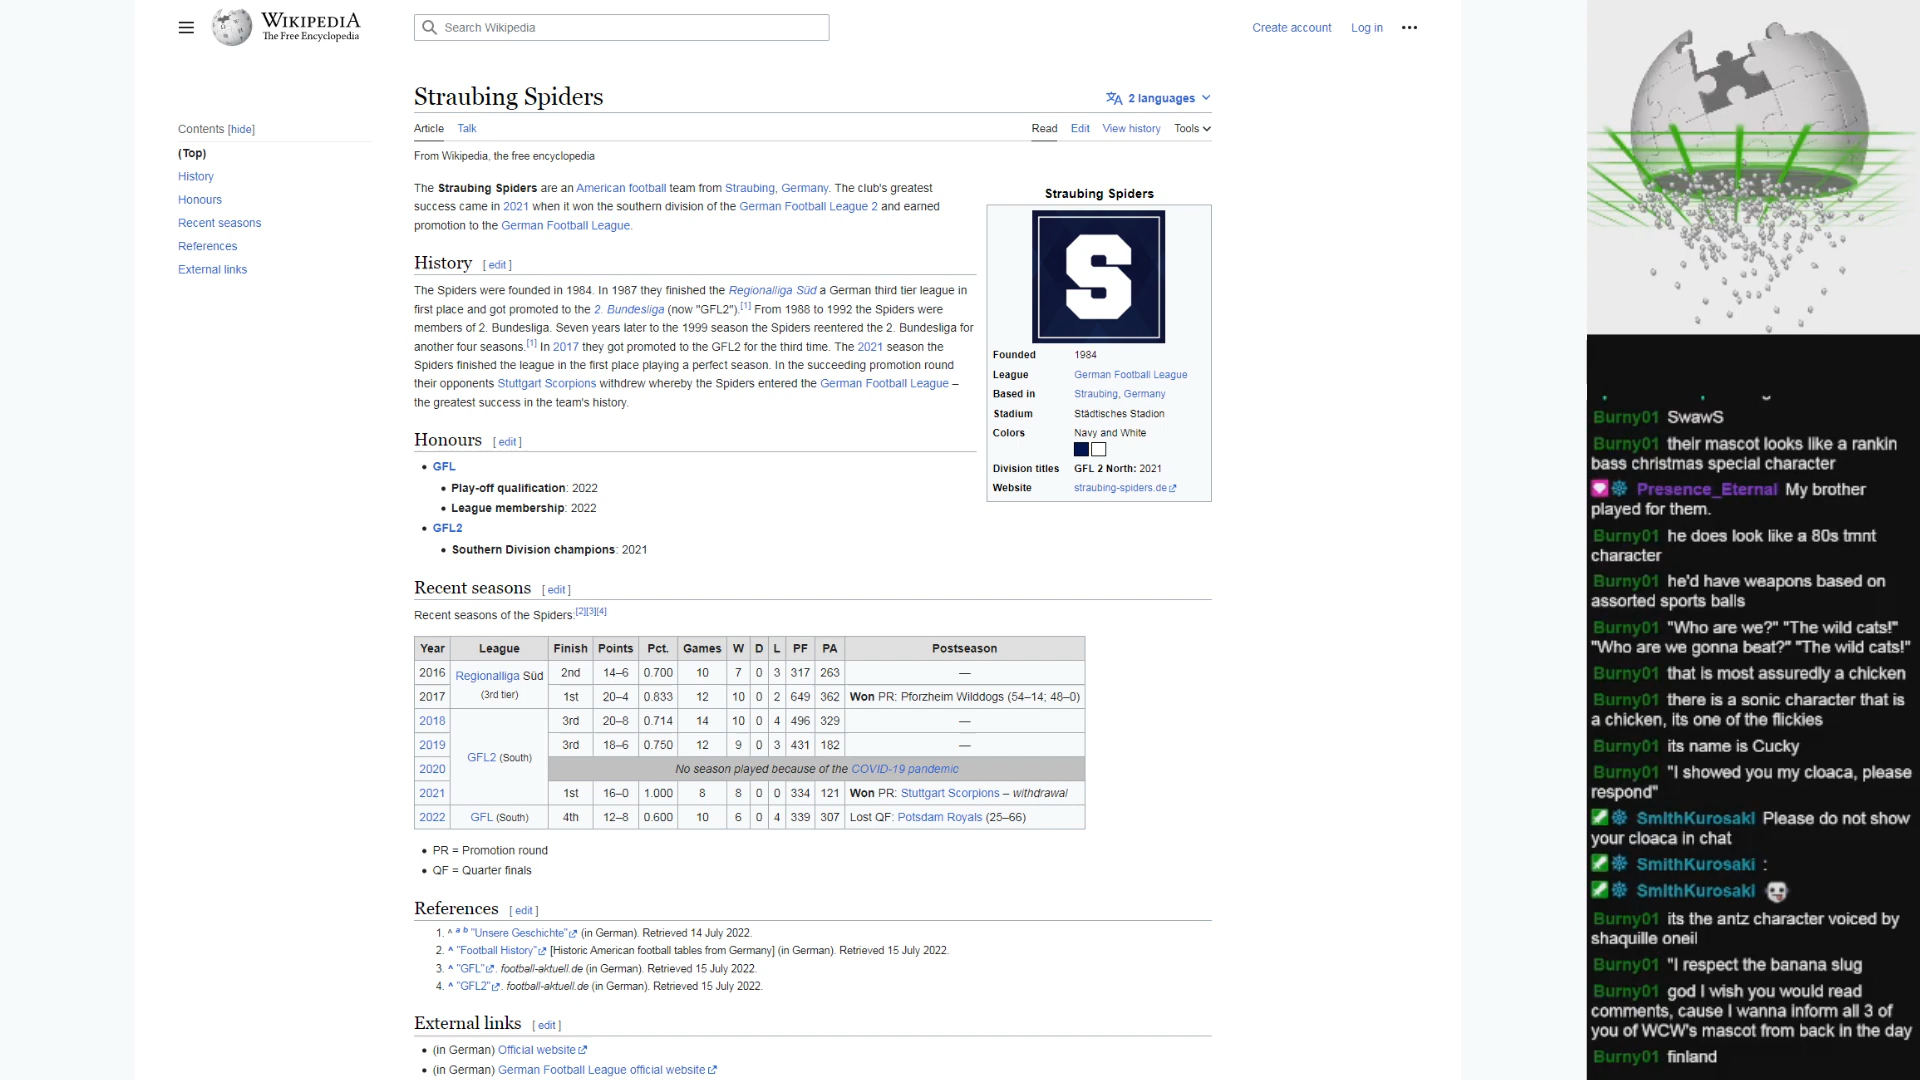 WIKIPEDIA
The Free Encyclopedia
Search Wikipedia
Create account
Log in
Straubing Spiders
2 languages
Contents [hide]
(Top)
History
Honours
Recent seasons
References
External links
Article Talk
Read Edit View history Tools
From Wikipedia, the free encyclopedia
The Straubing Spiders are an American football team from Straubing, Germany. The club's greatest
success came in 2021 when it won the southern division of the German Football League 2 and earned
promotion to the German Football League.
History [ edit ]
The Spiders were founded in 1984. In 1987 they finished the Regionalliga Süd a German third tier league in
first place and got promoted to the 2. Bundesliga (now "GFL2").[1] From 1988 to 1992 the Spiders were
members of 2. Bundesliga. Seven years later to the 1999 season the Spiders reentered the 2. Bundesliga for
another four seasons.[1] In 2017 they got promoted to the GFL2 for the third time. The 2021 season the
Spiders finished the league in the first place playing a perfect season. In the succeeding promotion round
their opponents Stuttgart Scorpions withdrew whereby the Spiders entered the German Football League –
the greatest success in the team's history.
Straubing Spiders
S
Founded 1984
League German Football League
Based in Straubing, Germany
Stadium Städtisches Stadion
Colors Navy and White
Division titles GFL 2 North: 2021
Website straubing-spiders.de
Honours [ edit ]
• GFL
• Play-off qualification: 2022
• League membership: 2022
• GFL2
• Southern Division champions: 2021
Recent seasons [ edit ]
Recent seasons of the Spiders:[2][3][4]
Year League Finish Points Pct. Games W D L PF PA Postseason
2016 Regionalliga Süd 2nd 14–6 0.700 10 7 0 3 317 263 —
(3rd tier)
2017 1st 20–4 0.833 12 10 0 2 649 362 Won PR: Pforzheim Wilddogs (54–14; 48–0)
2018 3rd 20–8 0.714 14 10 0 4 496 329 —
2019 3rd 18–6 0.750 12 9 0 3 431 182 —
GFL2 (South)
2020 No season played because of the COVID-19 pandemic
2021 1st 16–0 1.000 8 8 0 0 334 121 Won PR: Stuttgart Scorpions – withdrawal
2022 GFL (South) 4th 12–8 0.600 10 6 0 4 339 307 Lost QF: Potsdam Royals (25–66)
• PR = Promotion round
• QF = Quarter finals
References [ edit ]
1. ^ a b "Unsere Geschichte" (in German). Retrieved 14 July 2022.
2. ^ "Football History" [Historic American football tables from Germany] (in German). Retrieved 15 July 2022.
3. ^ "GFL". football-aktuell.de (in German). Retrieved 15 July 2022.
4. ^ "GFL2". football-aktuell.de (in German). Retrieved 15 July 2022.
External links [ edit ]
• (in German) Official website
• (in German) German Football League official website
Burny01 SwawS
Burny01 their mascot looks like a rankin
bass christmas special character
Presence_Eternal My brother
played for them.
Burny01 he does look like a 80s tmnt
character
Burny01 he'd have weapons based on
assorted sports balls
Burny01 "Who are we?" "The wild cats!"
"Who are we gonna beat?" "The wild cats!"
Burny01 that is most assuredly a chicken
Burny01 there is a sonic character that is
a chicken, its one of the flickies
Burny01 its name is Cucky
Burny01 "I showed you my cloaca, please
respond"
SmithKurosaki Please do not show
your cloaca in chat
SmithKurosaki :
SmithKurosaki
Burny01 its the antz character voiced by
shaquille oneil
Burny01 "I respect the banana slug
Burny01 god I wish you would read
comments, cause I wanna inform all 3 of
you of WCW's mascot from back in the day
Burny01 finland